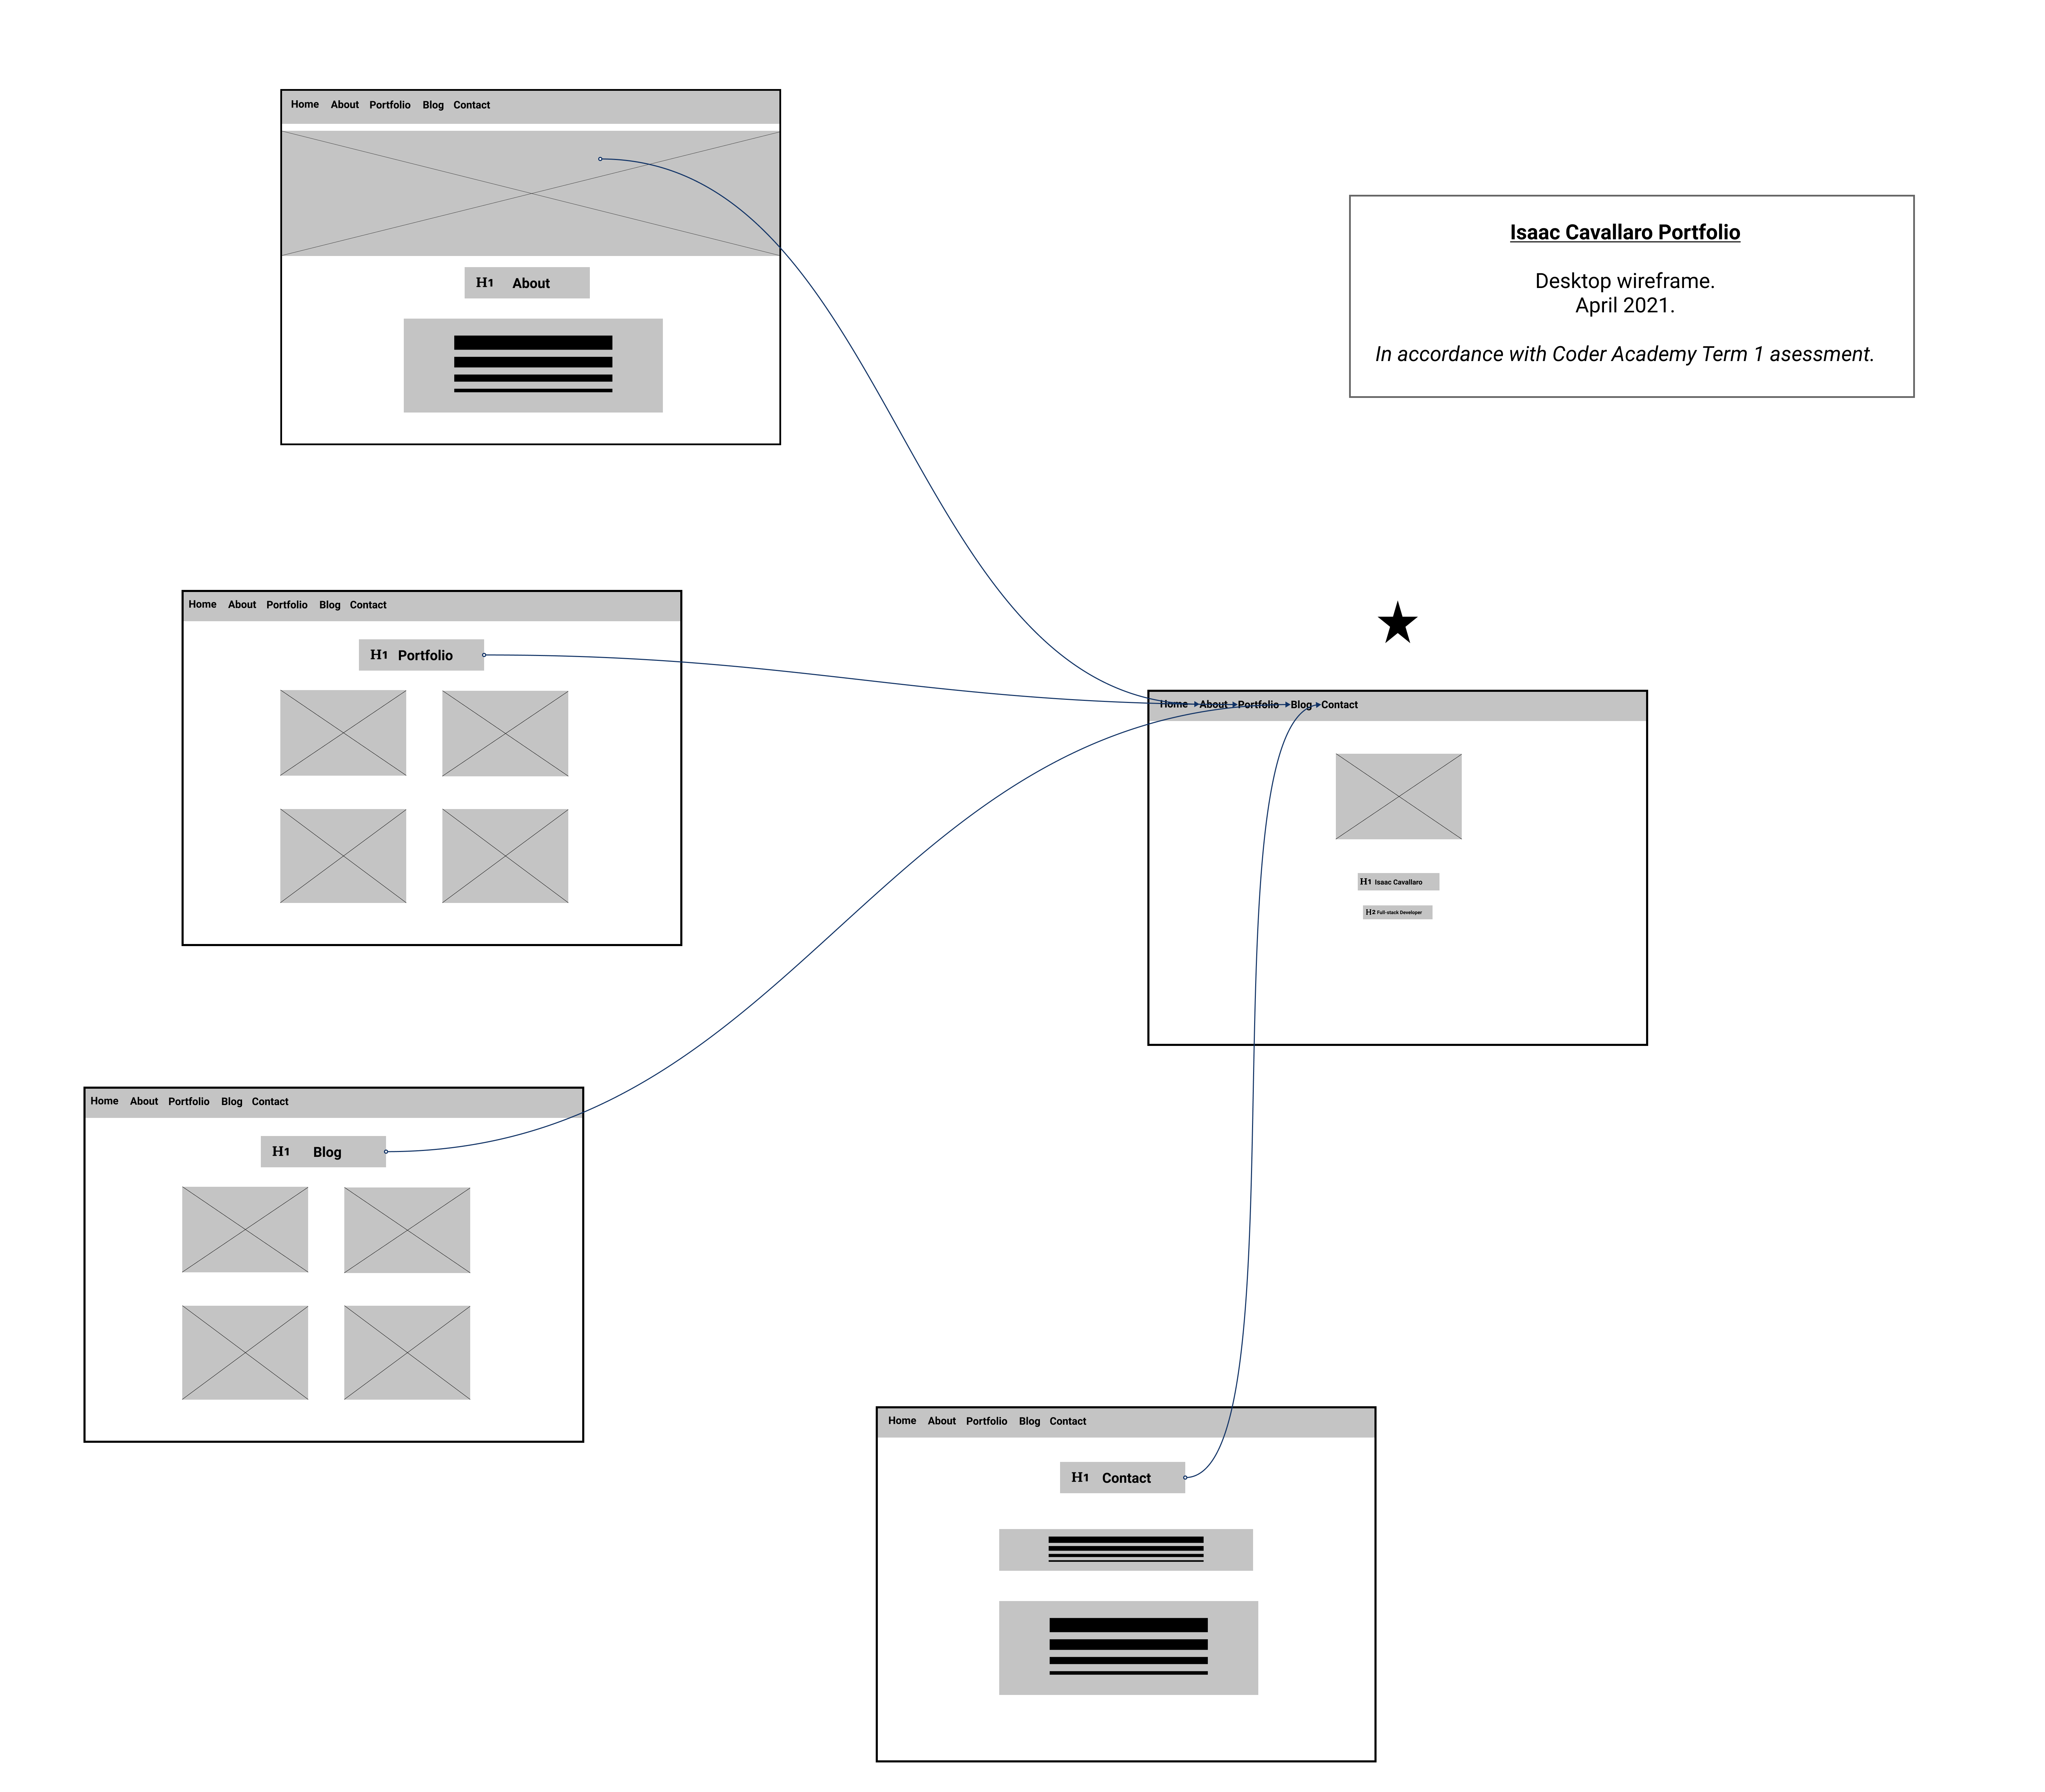 Home About Portfolio Blog Contact
H1 About
Isaac Cavallaro Portfolio
Desktop wireframe.
April 2021.
In accordance with Coder Academy Term 1 asessment.
Home About Portfolio Blog Contact
H1 Portfolio
Home About Portfolio Blog Contact
H1 Isaac Cavallaro
H2 Full-stack Developer
Home About Portfolio Blog Contact
H1 Blog
Home About Portfolio Blog Contact
H1 Contact